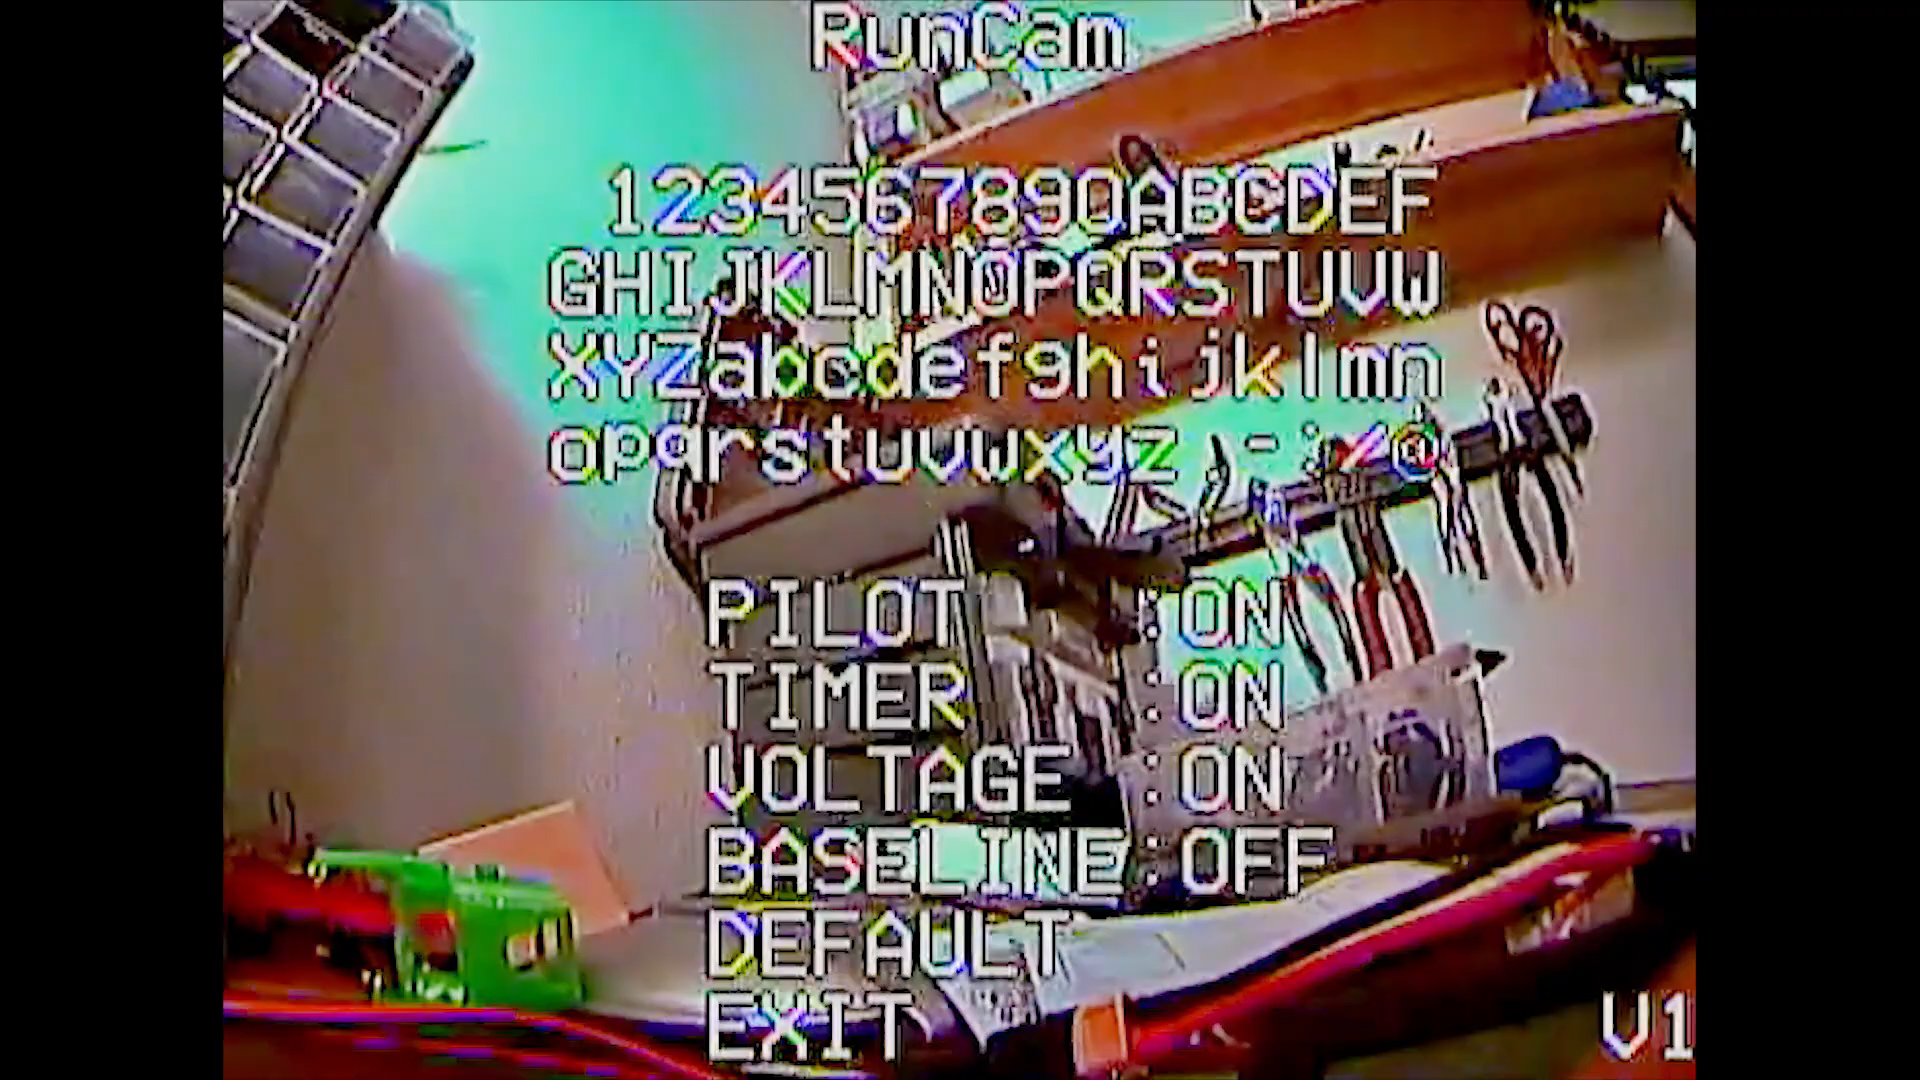 RunCam
1234567890ABCDEF
GHIJKLMNOPQRSTUVW
XYZabcdefghijklmn
opqrstuvwxyz.-:/@
PILOT :ON
TIMER :ON
VOLTAGE :ON
BASELINE:OFF
DEFAULT
EXIT
V1